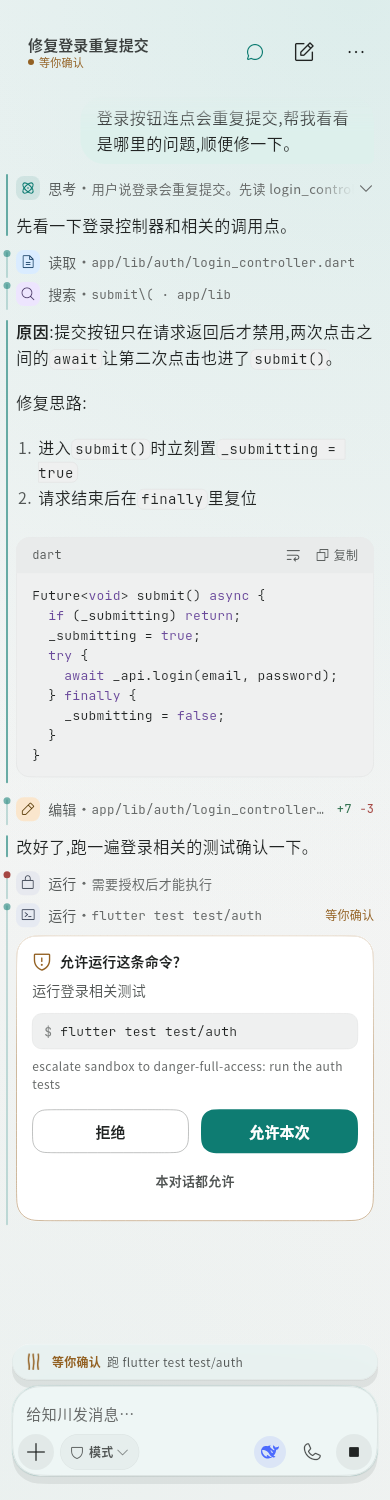 修复登录重复提交
等你确认
登录按钮连点会重复提交,帮我看看
是哪里的问题,顺便修一下。
思考 · 用户说登录会重复提交。先读 login_contro
先看一下登录控制器和相关的调用点。
读取 · app/lib/auth/login_controller.dart
搜索 · submit\( · app/lib
原因:提交按钮只在请求返回后才禁用,两次点击之
间的 await 让第二次点击也进了 submit()。
修复思路:
1. 进入 submit() 时立刻置 _submitting =
true
2. 请求结束后在 finally 里复位
dart 复制
Future<void> submit() async {
  if (_submitting) return;
  _submitting = true;
  try {
    await _api.login(email, password);
  } finally {
    _submitting = false;
  }
}
编辑 · app/lib/auth/login_controller… +7 -3
改好了,跑一遍登录相关的测试确认一下。
运行 · 需要授权后才能执行
运行 · flutter test test/auth 等你确认
允许运行这条命令?
运行登录相关测试
$ flutter test test/auth
escalate sandbox to danger-full-access: run the auth
tests
拒绝 允许本次
本对话都允许
等你确认 跑 flutter test test/auth
给知川发消息…
模式